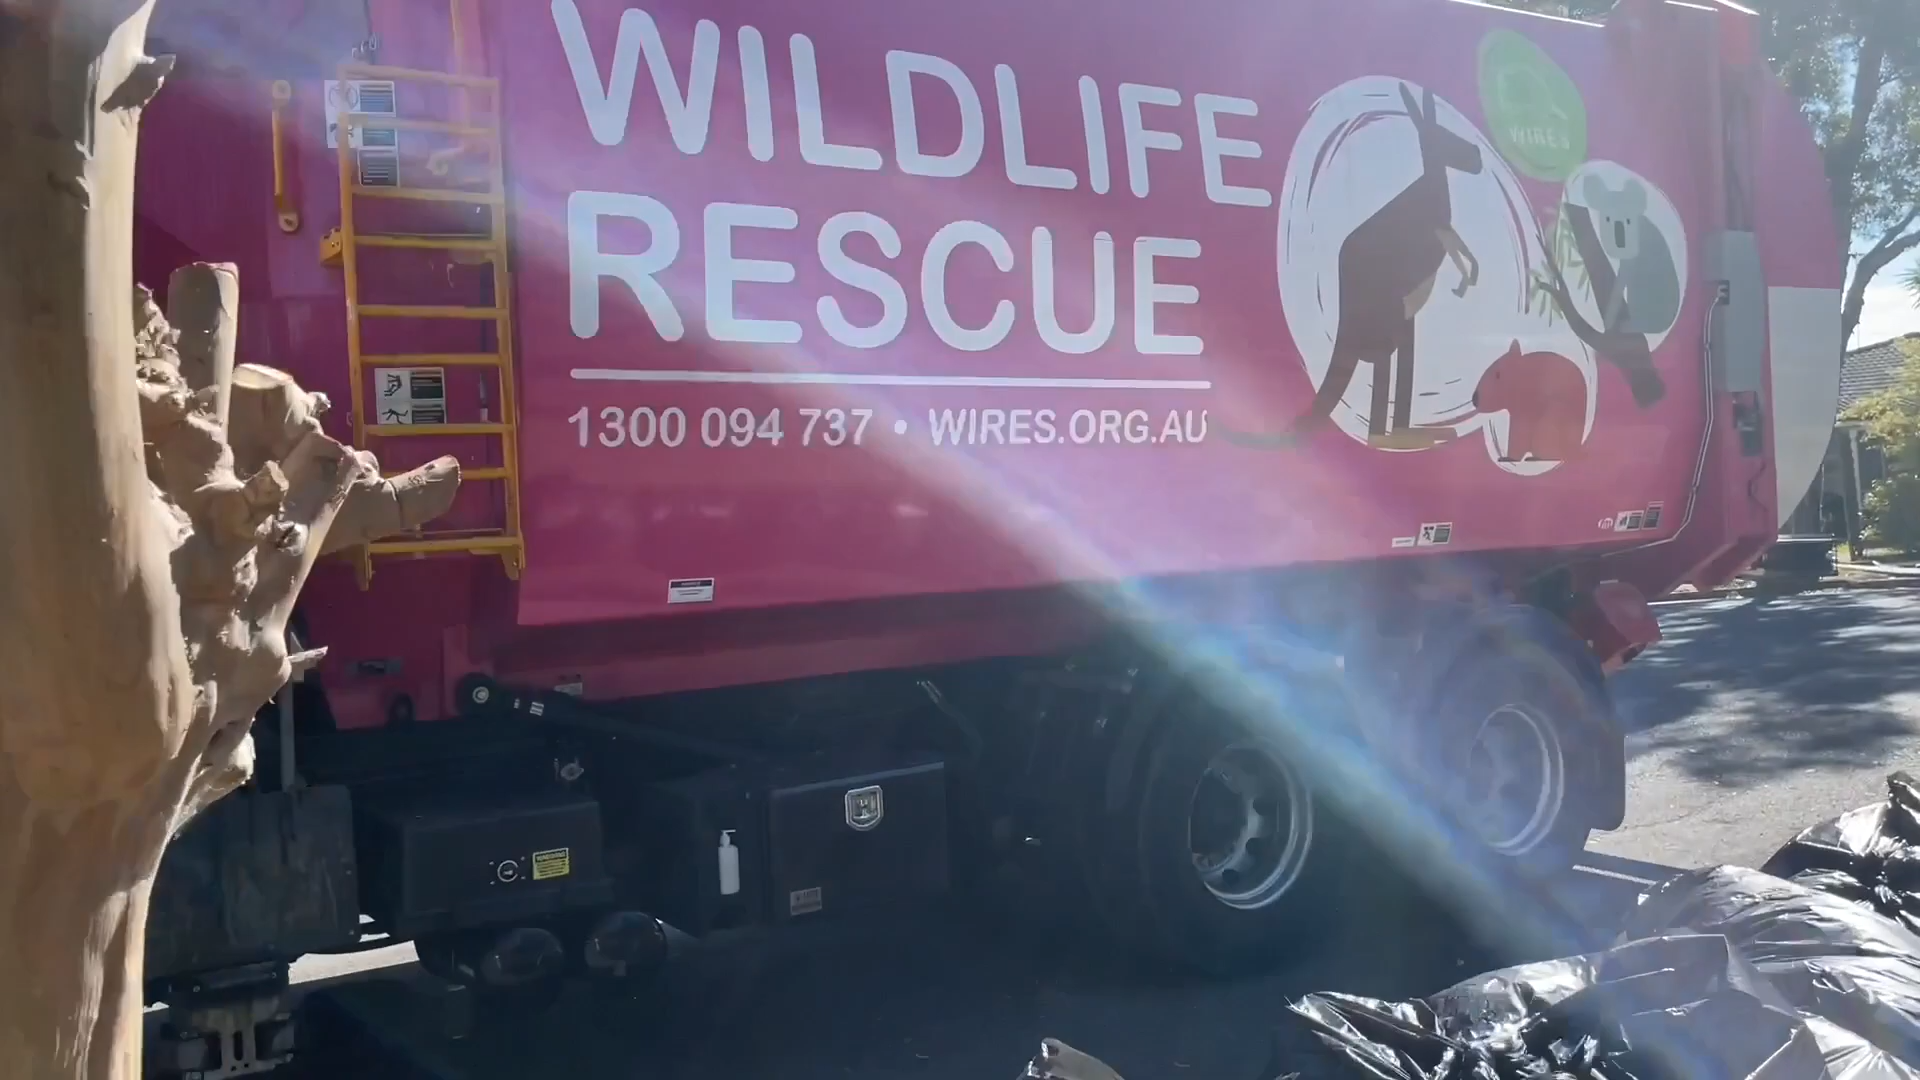 WILDLIFE
RESCUE
1300 094 737 • WIRES.ORG.AU
WIRES